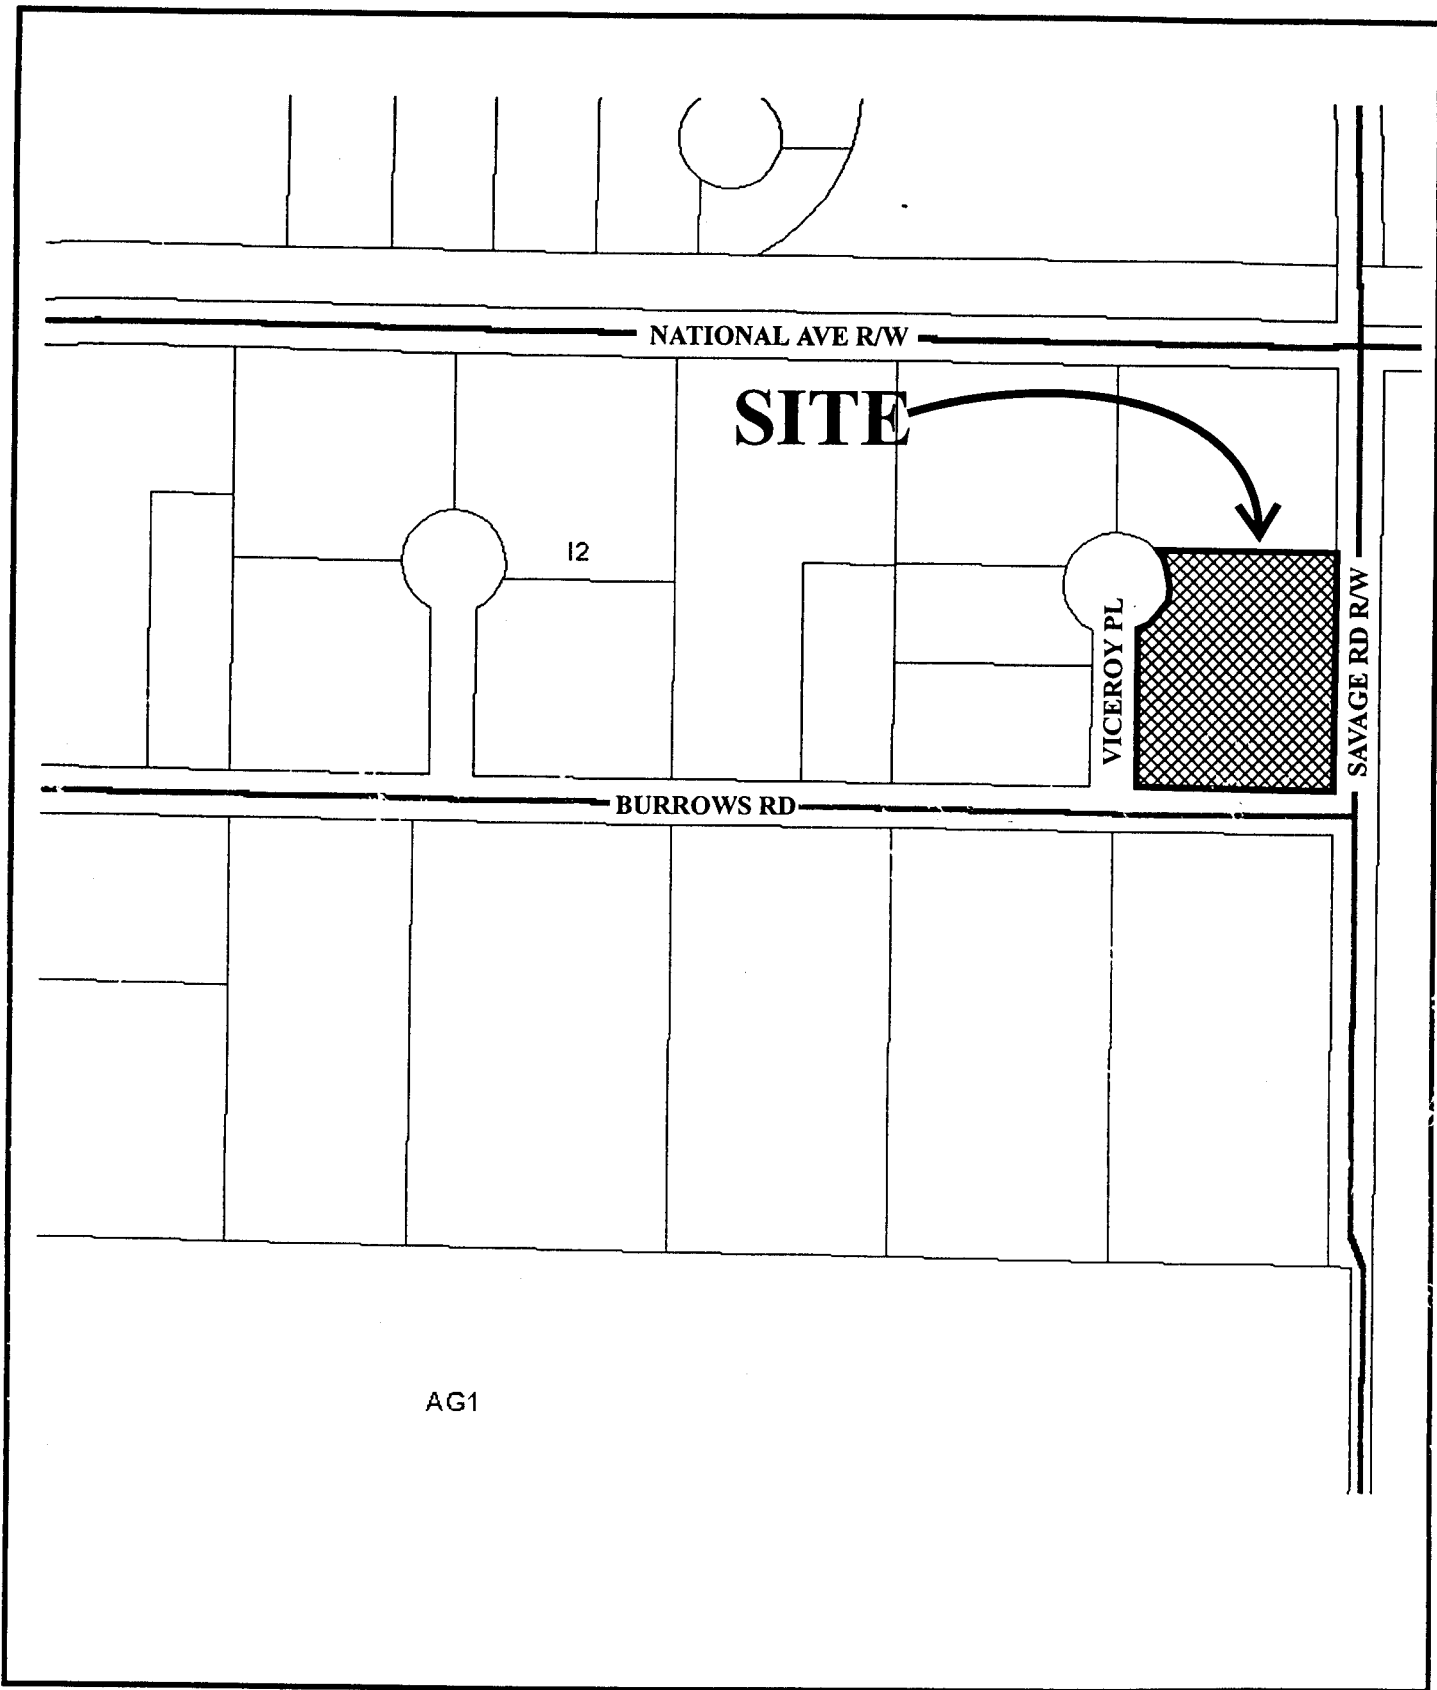 NATIONAL AVE R/W
SITE
I2
VICEROY PL
SAVAGE RD R/W
BURROWS RD
AG1